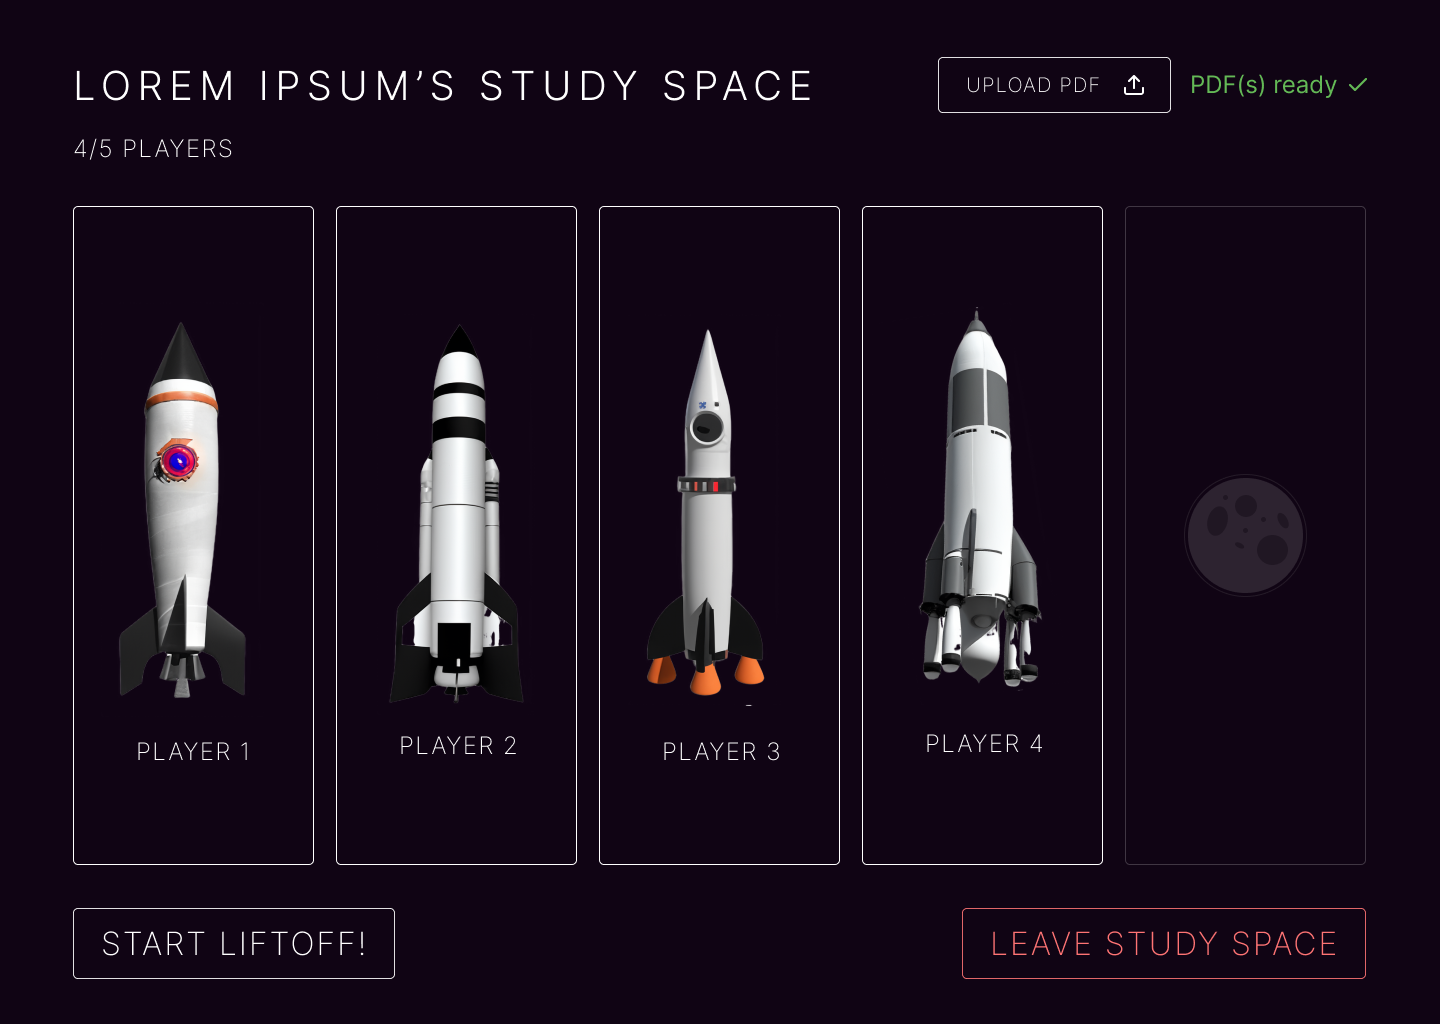 LOREM IPSUM’S STUDY SPACE
UPLOAD PDF
PDF(s) ready
4/5 PLAYERS
PLAYER 1
PLAYER 2
PLAYER 3
PLAYER 4
START LIFTOFF!
LEAVE STUDY SPACE